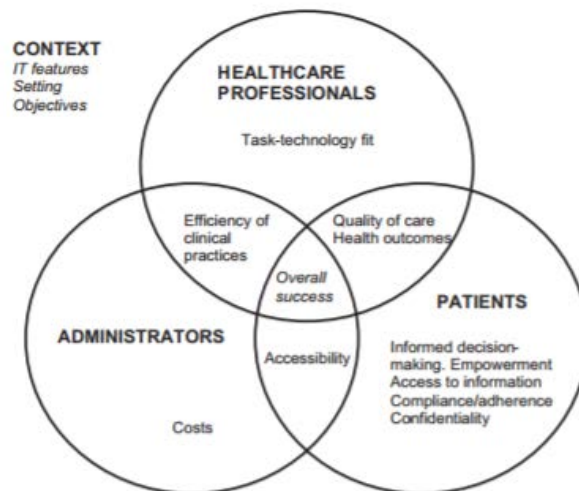 CONTEXT
IT features
Setting
Objectives
HEALTHCARE
PROFESSIONALS
Task-technology fit
Efficiency of
clinical
practices
Quality of care
Health outcomes
Overall
success
ADMINISTRATORS
Costs
Accessibility
PATIENTS
Informed decision-
making. Empowerment
Access to information
Compliance/adherence
Confidentiality